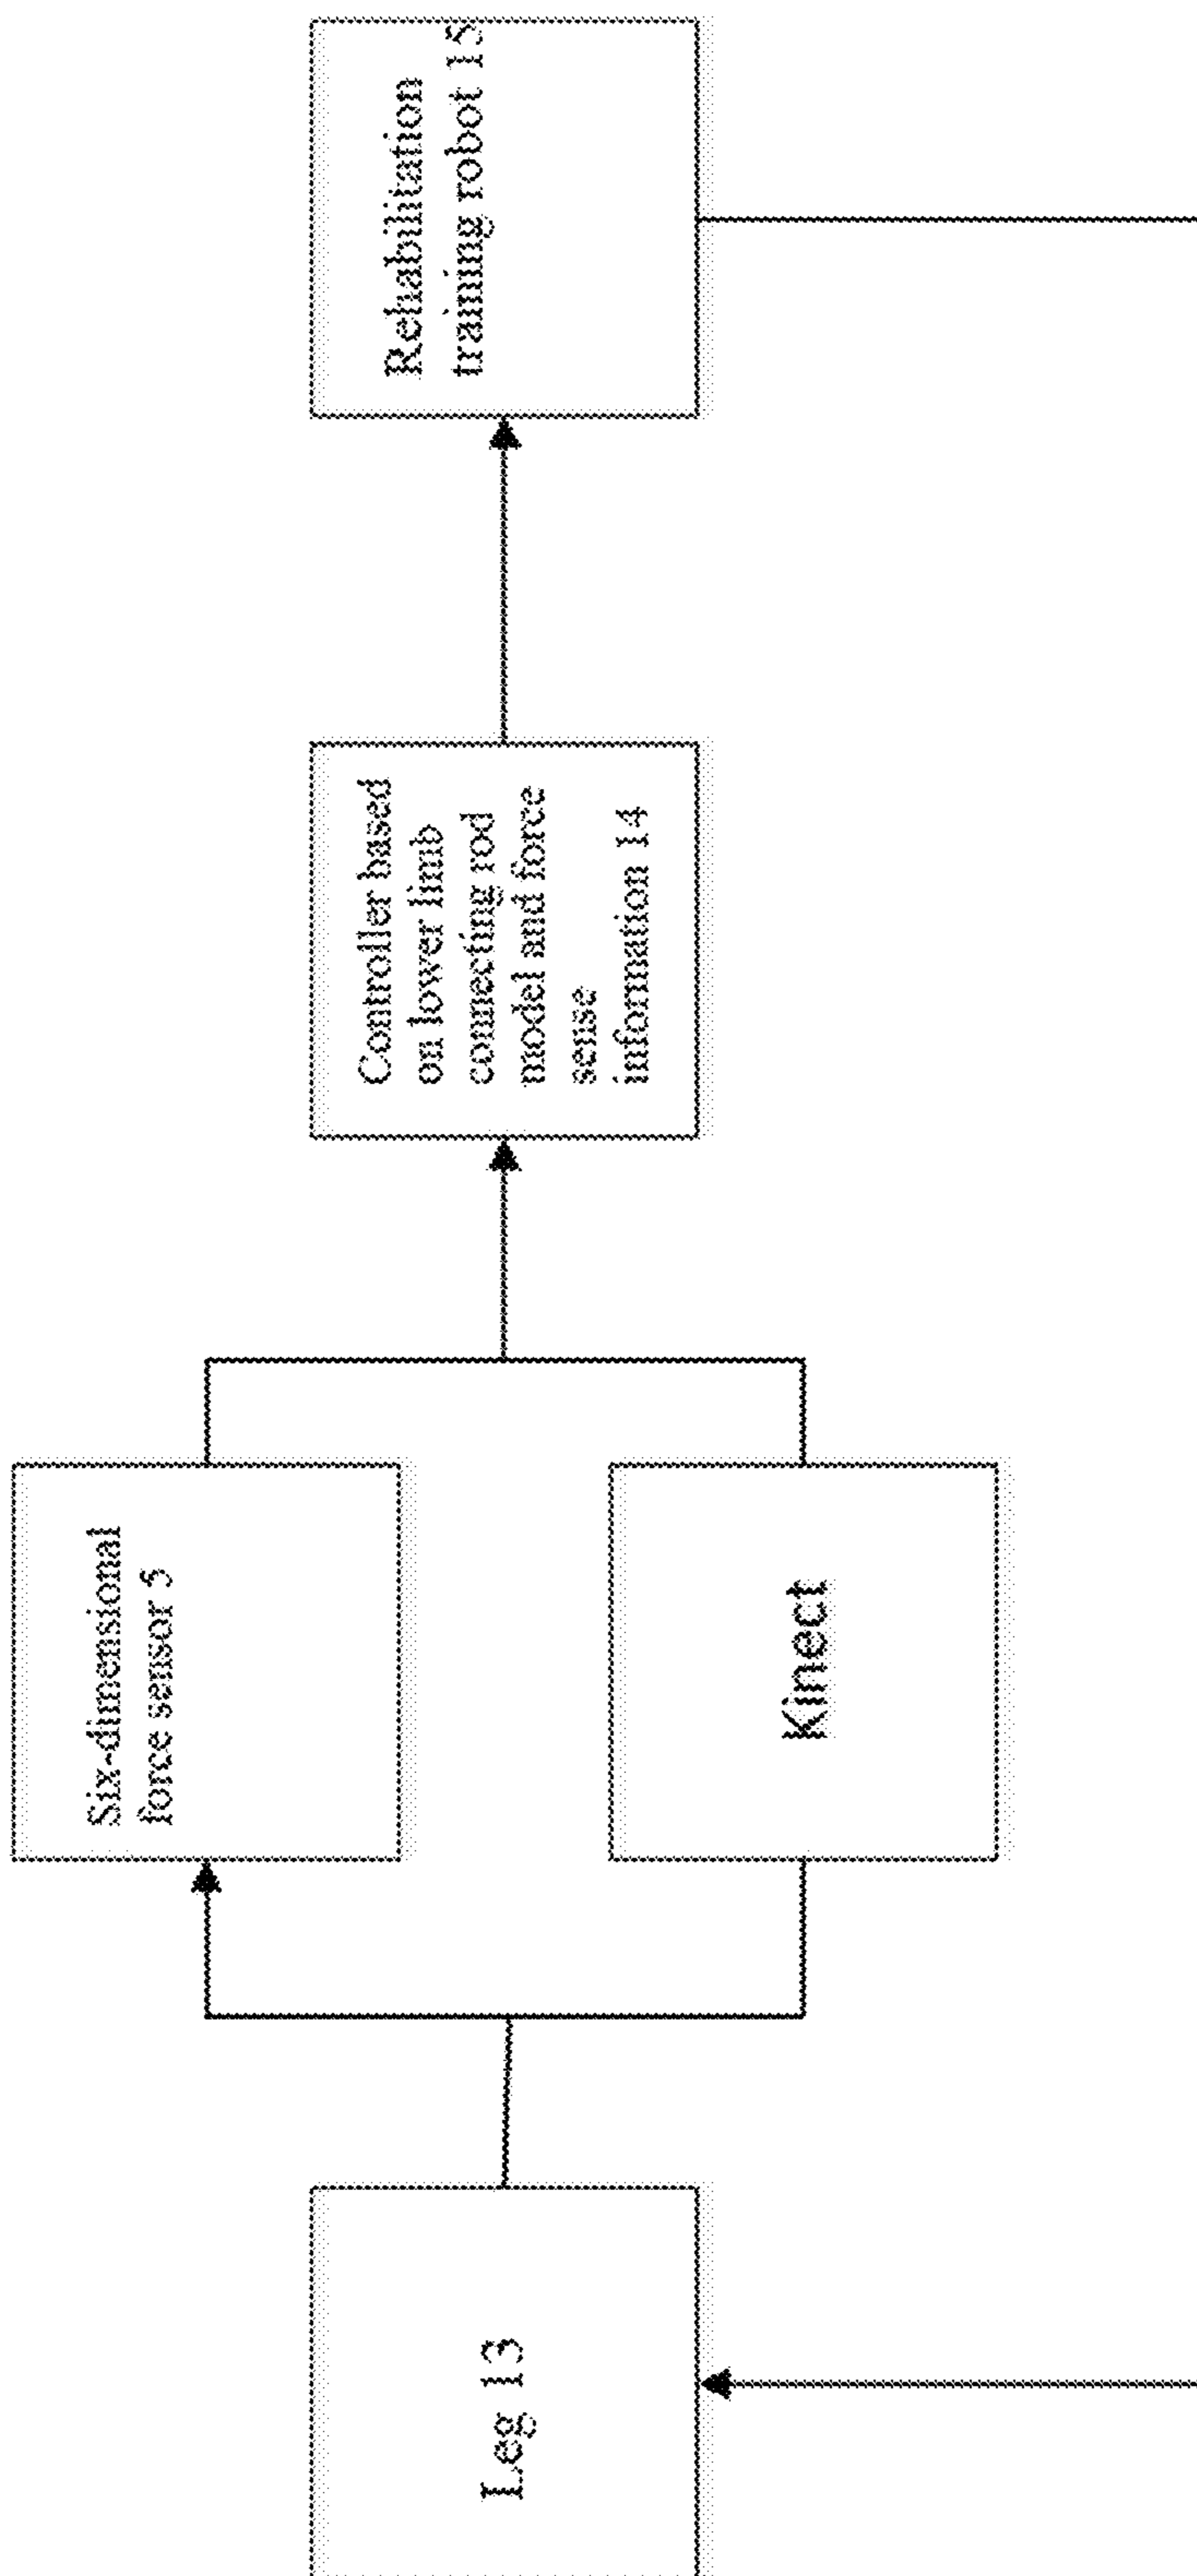 Leg 13
Six-dimensional
force sensor 5
Kinect
Controller based
on lower limb
connecting rod
model and force
sense
information 14
Rehabilitation
training robot 15